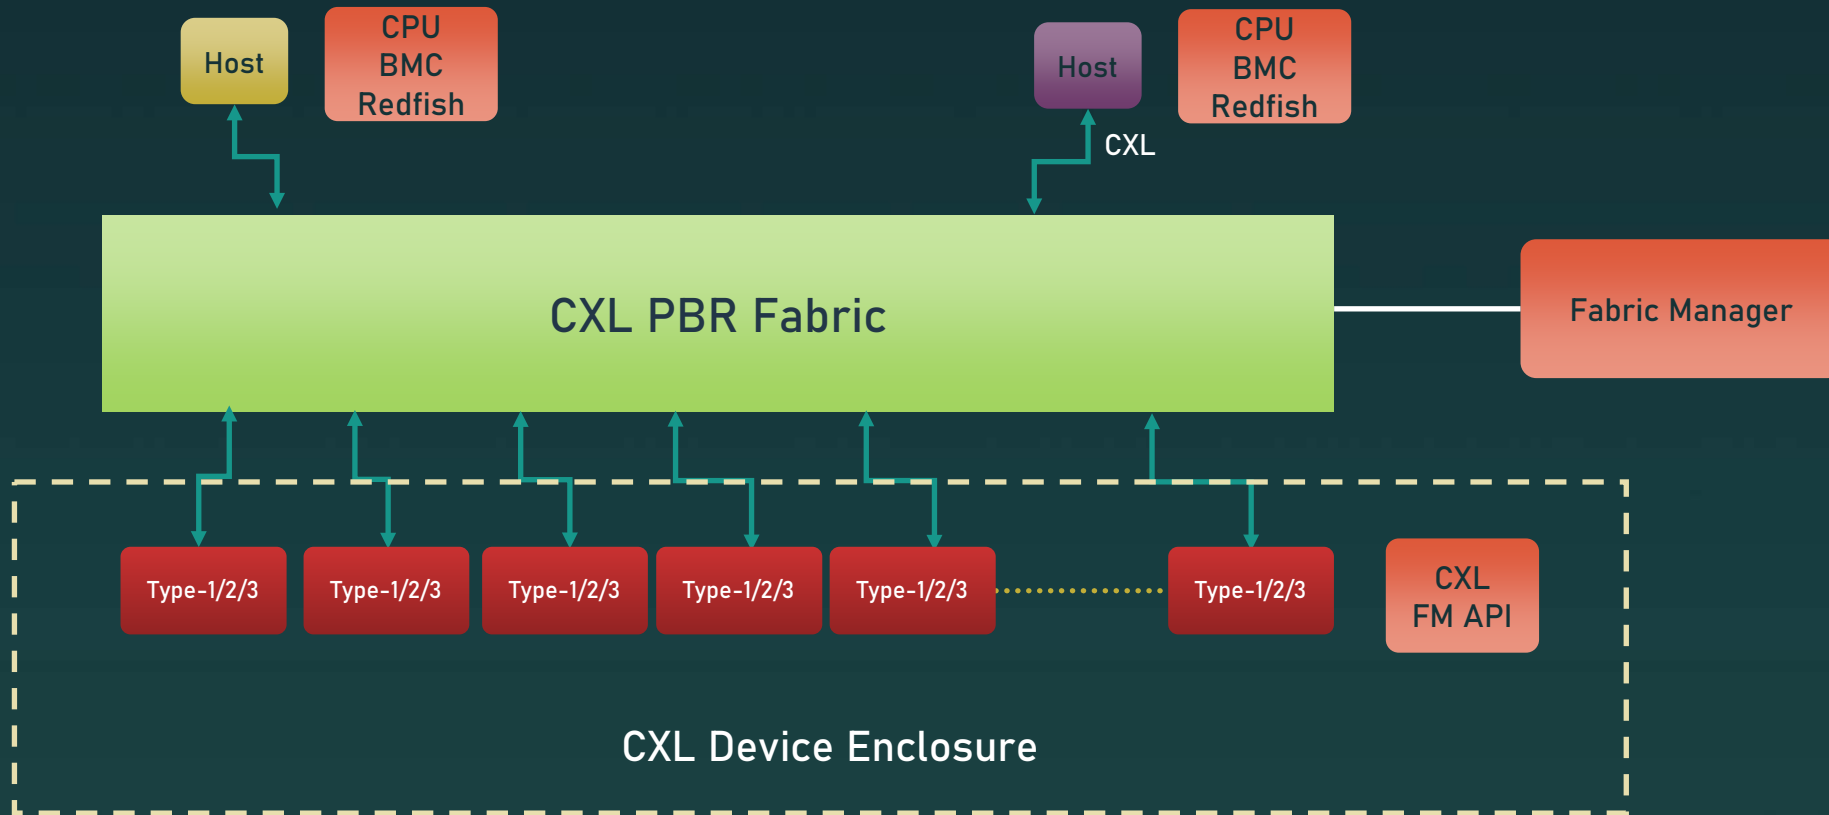 Host
CPU
BMC
Redfish
Host
CPU
BMC
Redfish
CXL
CXL PBR Fabric
Fabric Manager
Type-1/2/3
Type-1/2/3
Type-1/2/3
Type-1/2/3
Type-1/2/3
Type-1/2/3
CXL
FM API
CXL Device Enclosure